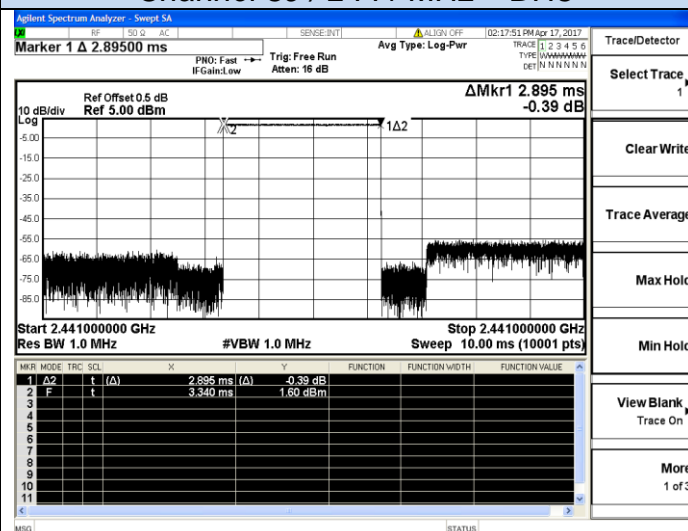 Agilent Spectrum Analyzer - Swept SA
RF 50 Ω AC SENSE:INT ALIGN OFF 02:17:51 PM Apr 17, 2017
Marker 1 Δ 2.89500 ms
PNO: Fast
IFGain:Low
Trig: Free Run
Atten: 16 dB
Avg Type: Log-Pwr
TRACE 1 2 3 4 5 6
TYPE
DET N N N N N N
Trace/Detector
Select Trace
1
Clear Write
Trace Average
Max Hold
Min Hold
View Blank
Trace On
More
1 of 3
ΔMkr1 2.895 ms
-0.39 dB
Ref Offset 0.5 dB
10 dB/div Ref 5.00 dBm
Log
2
1Δ2
-5.00
-15.0
-25.0
-35.0
-45.0
-55.0
-65.0
-75.0
-85.0
Start 2.441000000 GHz Stop 2.441000000 GHz
Res BW 1.0 MHz #VBW 1.0 MHz Sweep 10.00 ms (10001 pts)
MKR MODE TRC SCL X Y FUNCTION FUNCTION WIDTH FUNCTION VALUE
1 Δ2 t (Δ) 2.895 ms (Δ) -0.39 dB
2 F t 3.340 ms 1.60 dBm
3
4
5
6
7
8
9
10
11
MSG STATUS